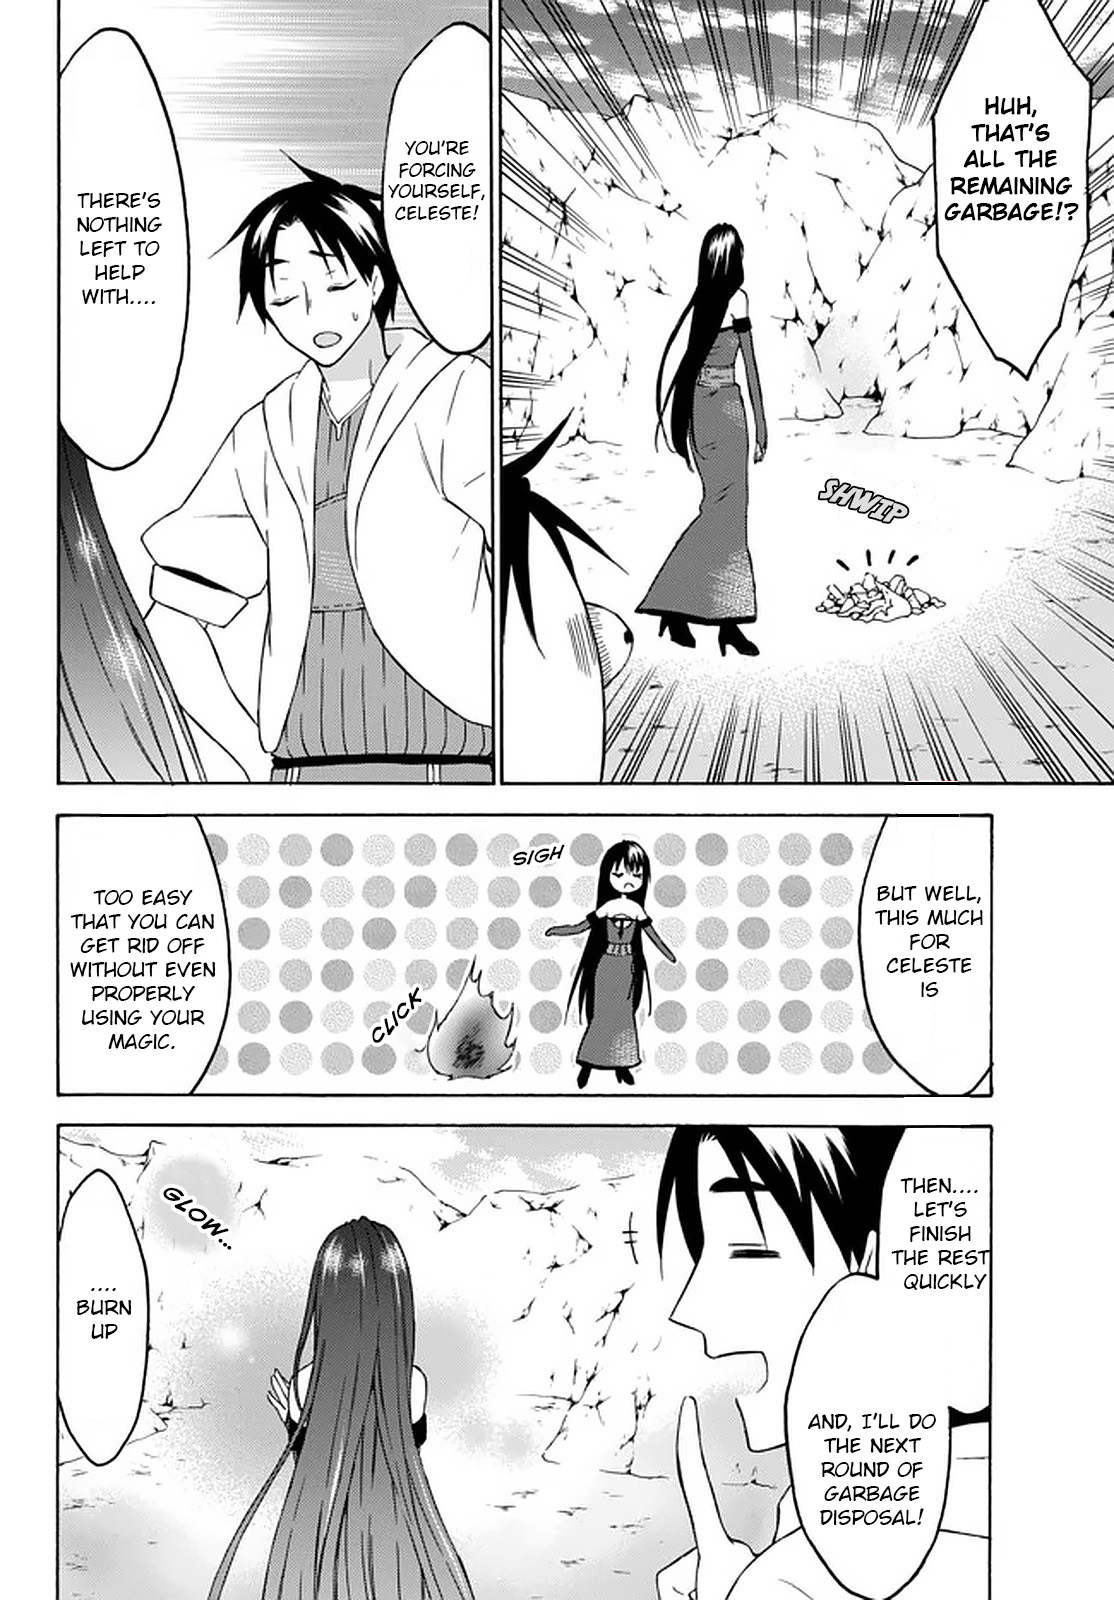 HUH,
THAT'S
ALL THE
REMAINING
GARBAGE!?
SHWIP
YOU'RE
FORCING
YOURSELF,
CELESTE!
THERE'S
NOTHING
LEFT TO
HELP
WITH....
BUT WELL,
THIS MUCH
FOR
CELESTE
IS
SIGH
CLICK
TOO EASY
THAT YOU CAN
GET RID OFF
WITHOUT EVEN
PROPERLY
USING YOUR
MAGIC.
THEN....
LET'S
FINISH
THE REST
QUICKLY
AND, I'LL DO
THE NEXT
ROUND OF
GARBAGE
DISPOSAL!
GLOW...
....
BURN
UP